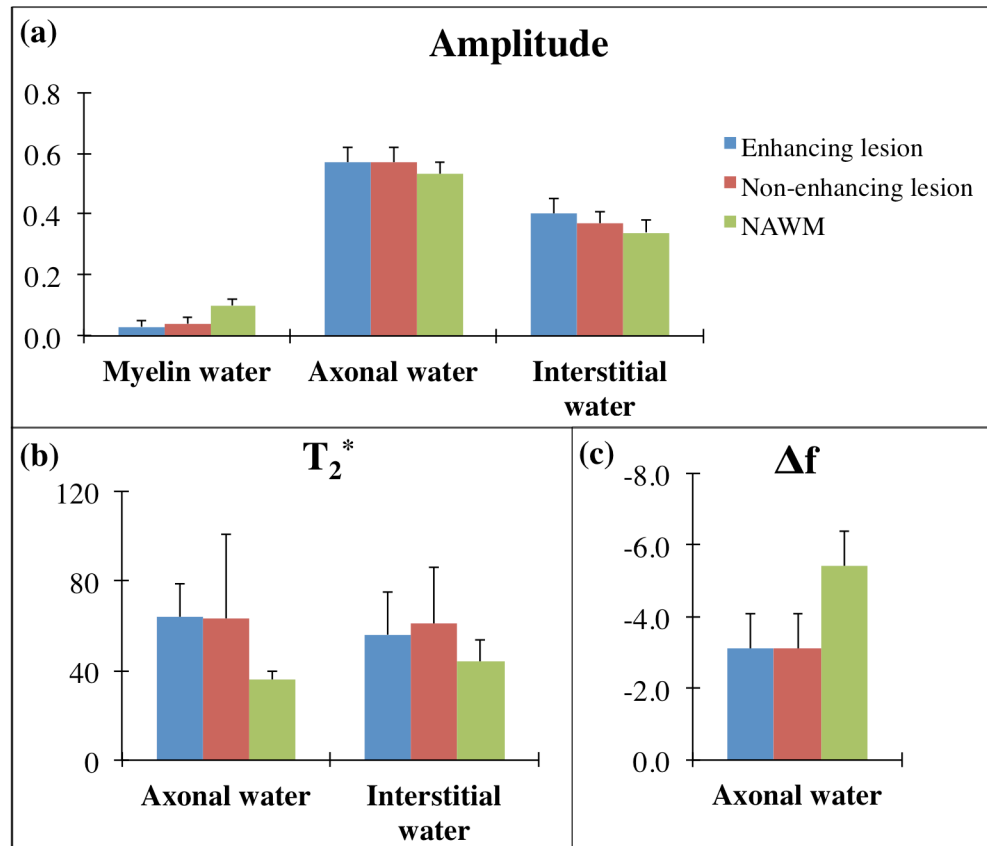 (a)
Amplitude
0.8
0.6
0.4
0.2
0.0
Myelin water
Axonal water
Interstitial
water
Enhancing lesion
Non-enhancing lesion
NAWM
(b)
T₂*
120
80
40
0
Axonal water
Interstitial
water
(c)
Δf
-8.0
-6.0
-4.0
-2.0
0.0
Axonal water